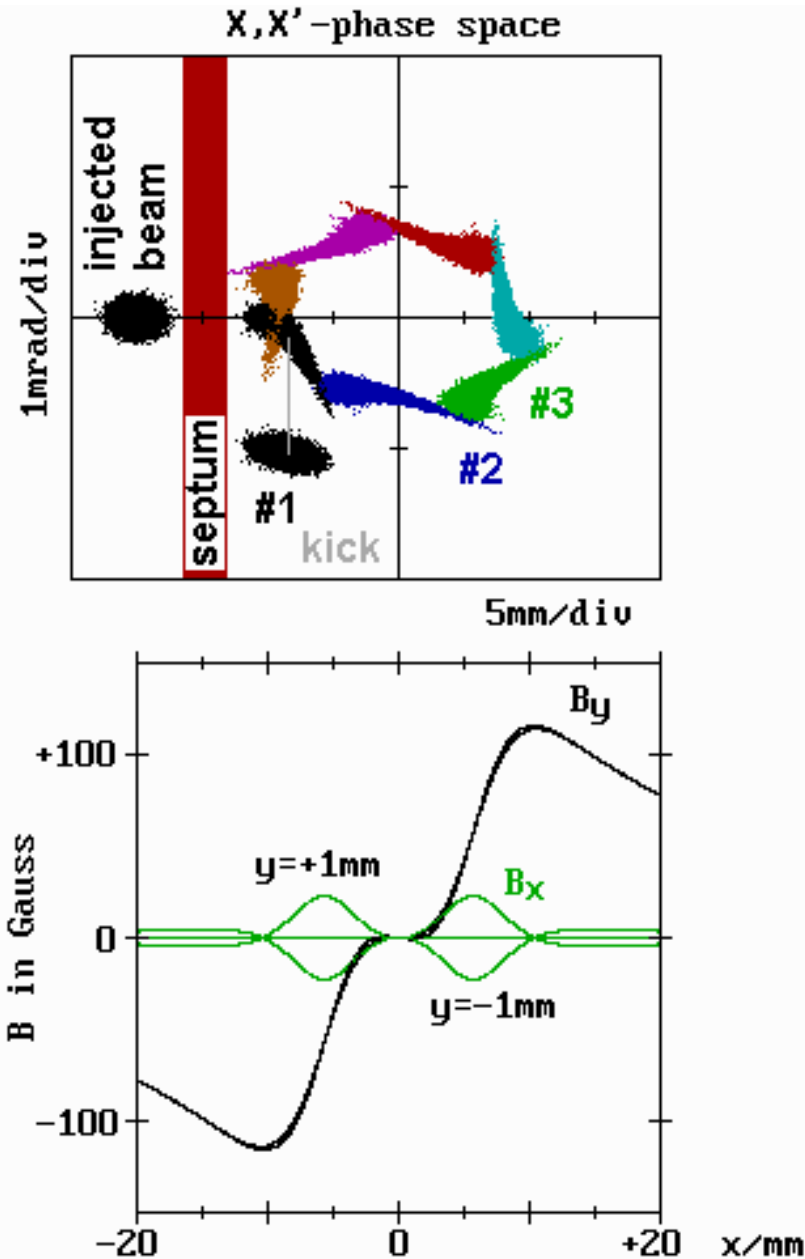 X,X'-phase space
injected
beam
1mrad/div
septum
#1
#2
#3
kick
5mm/div
By
+100
y=+1mm
Bx
0
B in Gauss
y=-1mm
-100
-20
0
+20
x/mm